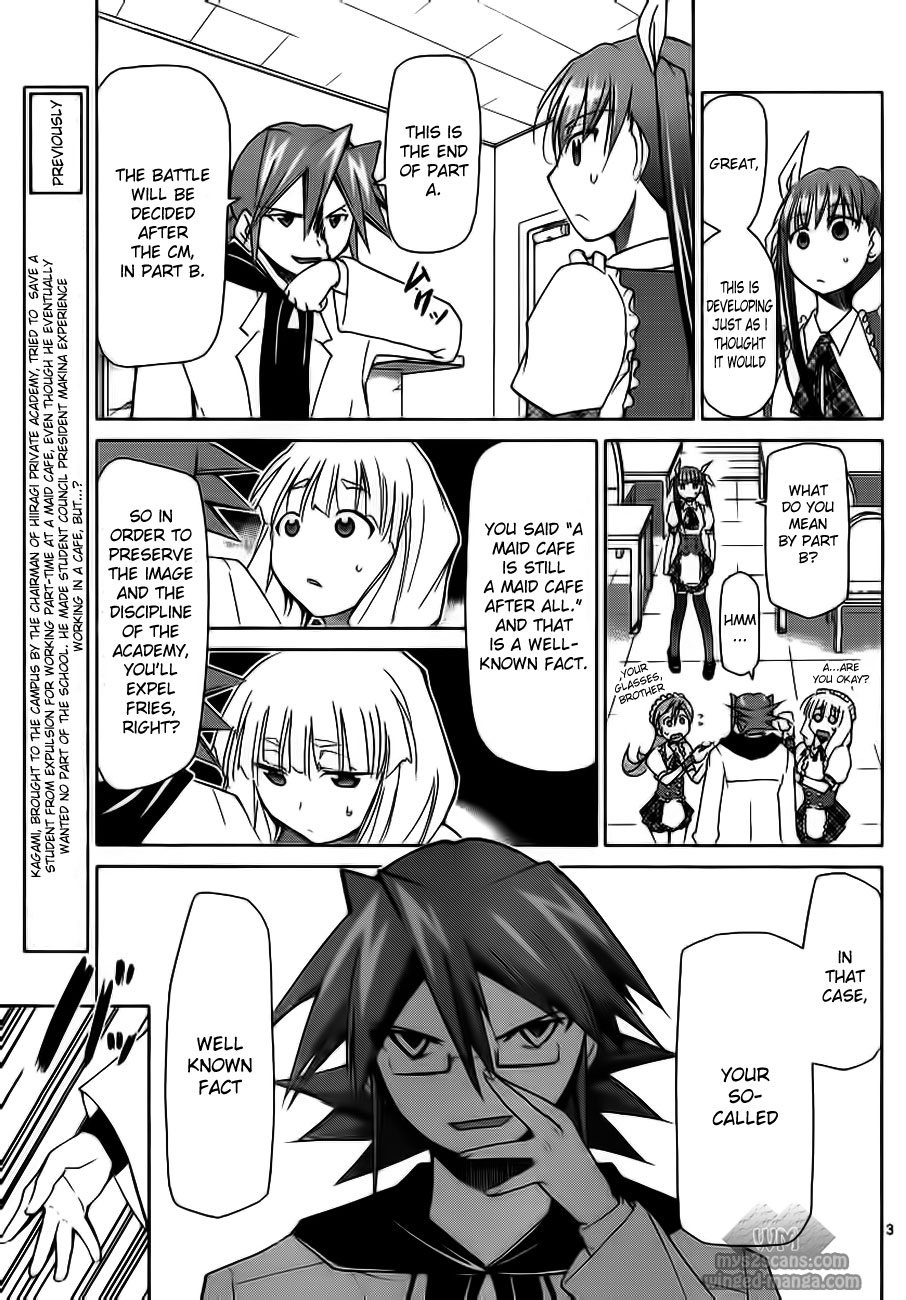 GREAT,
THIS IS
DEVELOPING
JUST AS I
THOUGHT
IT WOULD
THIS IS
THE END
OF PART
A.
THE BATTLE
WILL BE
DECIDED
AFTER
THE CM,
IN PART B.
PREVIOUSLY
KAGAMI, BROUGHT TO THE CAMPUS BY THE CHAIRMAN OF HIIRAGI PRIVATE ACADEMY, TRIED TO SAVE A
STUDENT FROM EXPULSION FOR WORKING PART-TIME AT A MAID CAFE, EVEN THOUGH HE EVENTUALLY
WANTED NO PART OF THE SCHOOL. HE MADE STUDENT COUNCIL PRESIDENT MAKINA EXPERIENCE
WORKING IN A CAFE, BUT...?
WHAT
DO YOU
MEAN
BY PART
B?
HMM
...
A...ARE
YOU OKAY?
,YOUR
GLASSES,
BROTHER
YOU SAID "A
MAID CAFE
IS STILL
A MAID CAFE
AFTER ALL."
AND THAT
IS A WELL-
KNOWN FACT.
SO IN
ORDER TO
PRESERVE
THE IMAGE
AND THE
DISCIPLINE
OF THE
ACADEMY,
YOU'LL
EXPEL
FRIES,
RIGHT?
IN
THAT
CASE,
YOUR
SO-
CALLED
WELL
KNOWN
FACT
WM
mys2scans.com
winged-manga.com
3